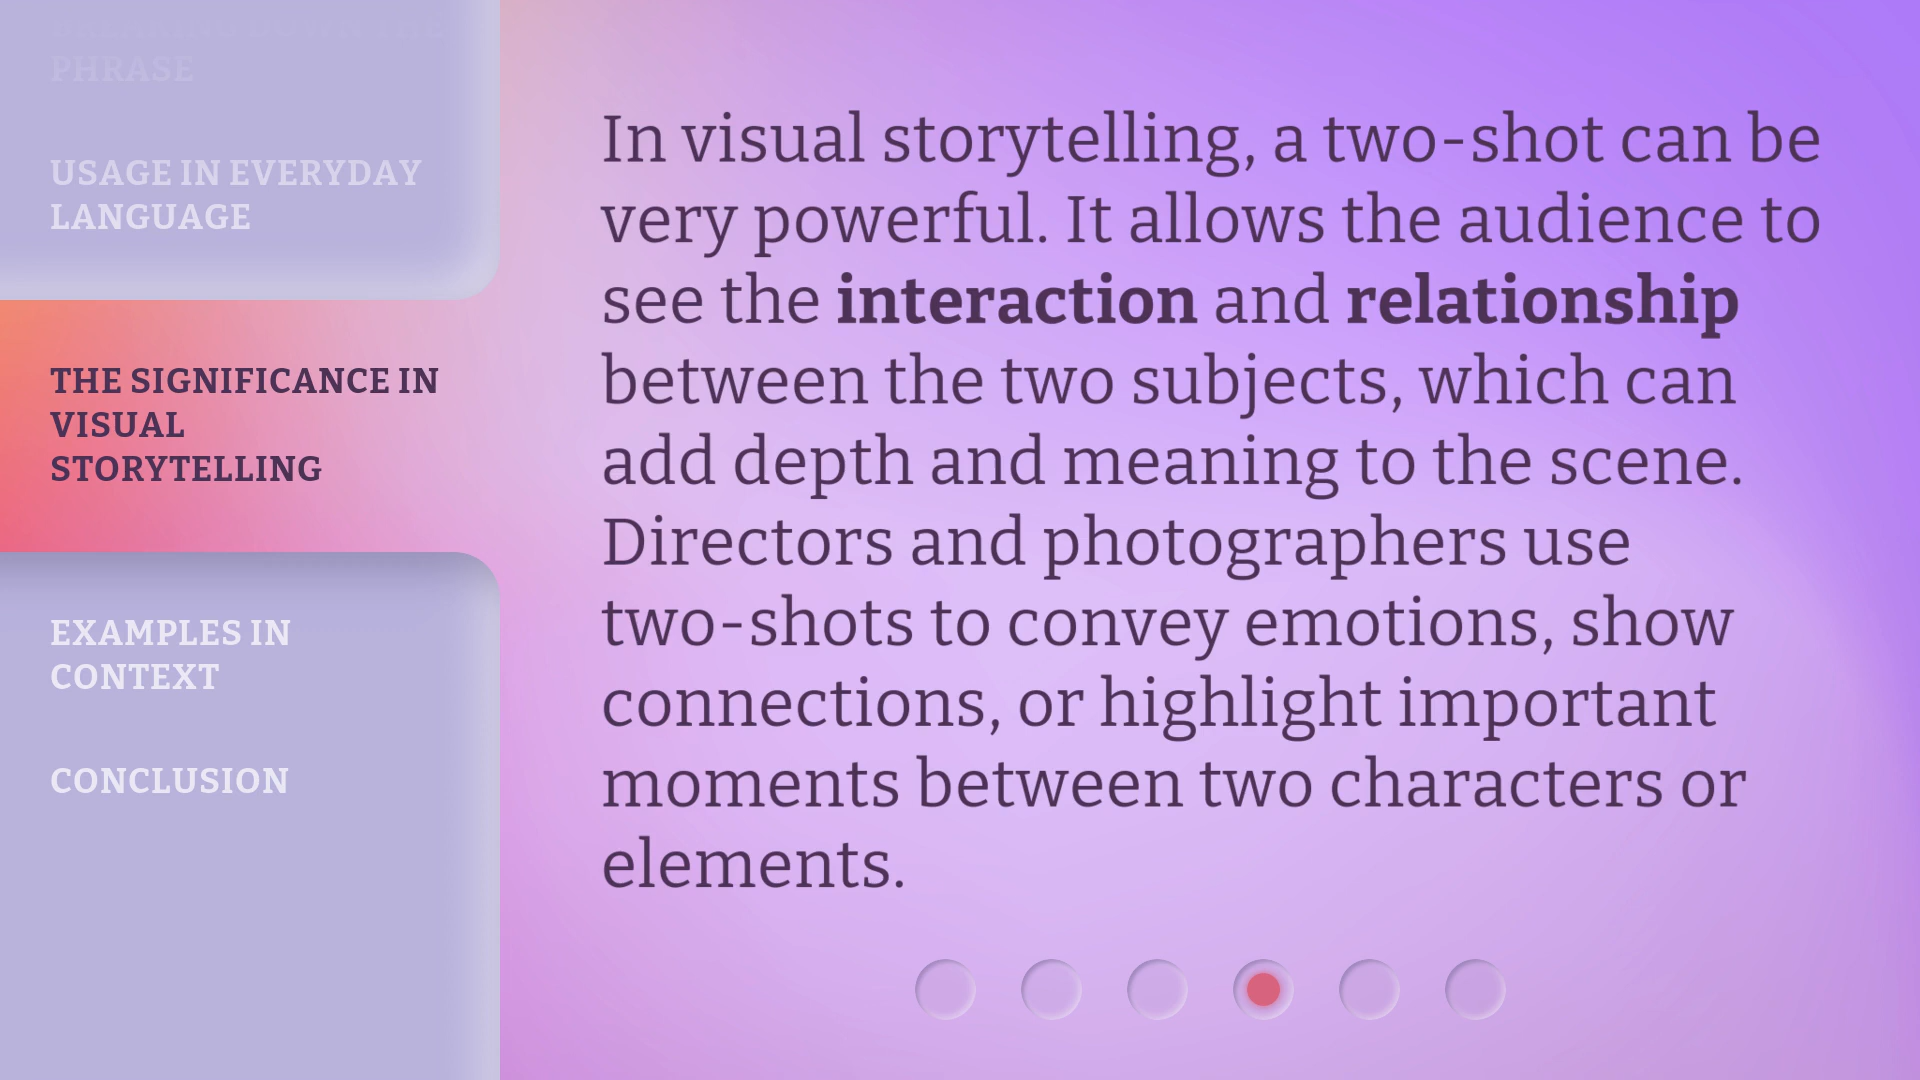 PHRASE
USAGE IN EVERYDAY
LANGUAGE
THE SIGNIFICANCE IN
VISUAL
STORYTELLING
EXAMPLES IN
CONTEXT
CONCLUSION
In visual storytelling, a two-shot can be
very powerful. It allows the audience to
see the interaction and relationship
between the two subjects, which can
add depth and meaning to the scene.
Directors and photographers use
two-shots to convey emotions, show
connections, or highlight important
moments between two characters or
elements.